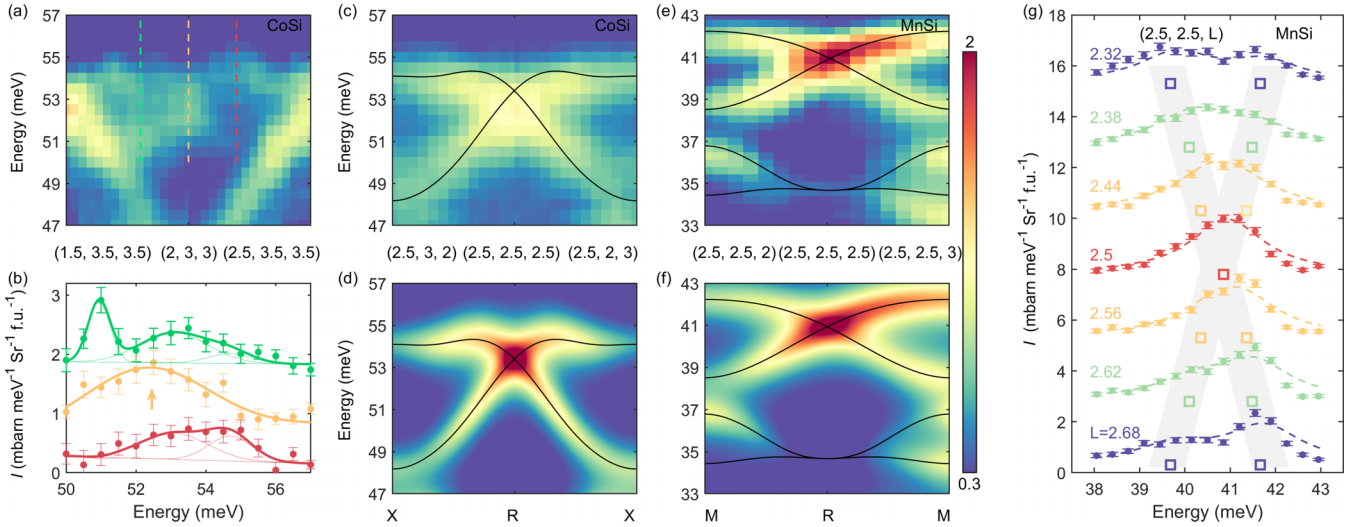 (a)
CoSi
57
55
53
51
49
47
Energy (meV)
(1.5, 3.5, 3.5) (2, 3, 3) (2.5, 3.5, 3.5)
(b)
3
2
1
0
I (mbarn meV⁻¹ Sr⁻¹ f.u.⁻¹)
50 52 54 56
Energy (meV)
(c)
CoSi
57
55
53
51
49
47
Energy (meV)
(2.5, 3, 2) (2.5, 2.5, 2.5) (2.5, 2, 3)
(d)
57
55
53
51
49
47
Energy (meV)
X R X
(e)
MnSi
43
41
39
37
35
33
Energy (meV)
(2.5, 2.5, 2) (2.5, 2.5, 2.5) (2.5, 2.5, 3)
(f)
43
41
39
37
35
33
Energy (meV)
M R M
2
0.3
(g)
(2.5, 2.5, L) MnSi
18
16
14
12
10
8
6
4
2
0
I (mbarn meV⁻¹ Sr⁻¹ f.u.⁻¹)
2.32
2.38
2.44
2.5
2.56
2.62
L=2.68
38 39 40 41 42 43
Energy (meV)